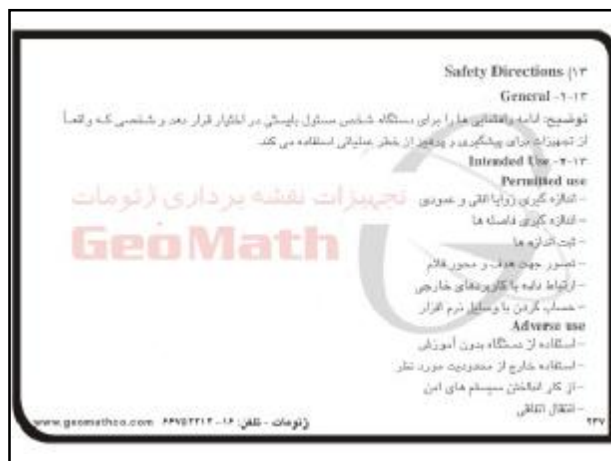 Safety Directions (۱۳
General -۱-۱۳
توضیح: ادامه راهنمایی ها را برای دستگاه شخص مسئول بایستی در اختیار قرار دهد و شخصی که واقعاً
از تجهیزات برای پیشگیری و پرهیز از خطر عملیاتی استفاده می کند.
Intended Use -۲-۱۳
Permitted use
- اندازه گیری زوایا افقی و عمودی
- اندازه گیری فاصله ها
- ثبت اندازه ها
- تصور جهت هدف و محور قائم
- ارتباط داده با کاربردهای خارجی
- حساب کردن با وسایل نرم افزار
Adverse use
- استفاده از دستگاه بدون آموزش
- استفاده خارج از محدودیت مورد نظر
- از کار انداختن سیستم های امن
- انتقال اتفاقی
تجهیزات نقشه برداری ژئومات
GeoMath
www.geomathco.com ژئومات - تلفن: ۱۶-۶۶۷۵۲۲۱۴
۲۳۷